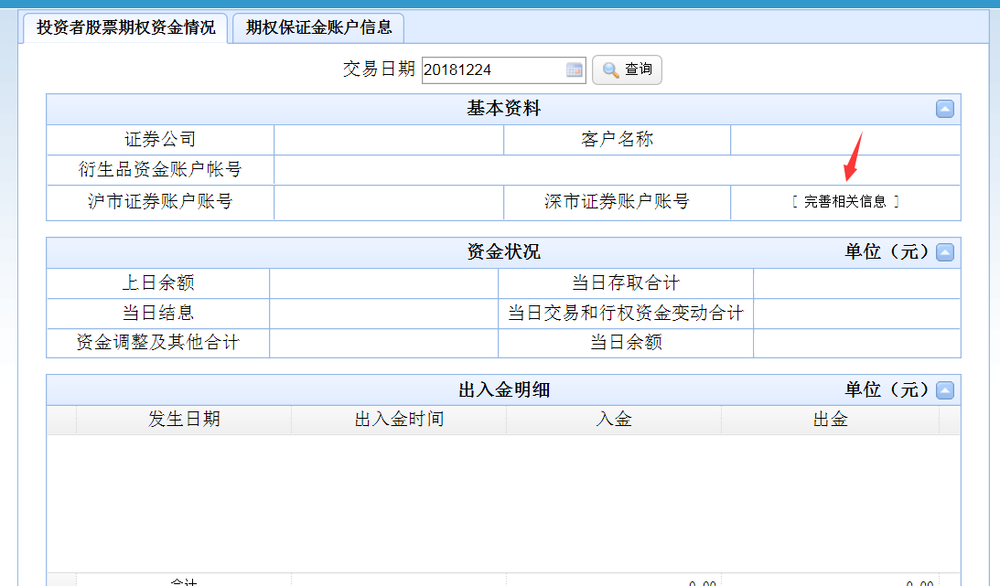 投资者股票期权资金情况 期权保证金账户信息
交易日期 20181224 查询
基本资料
证券公司 客户名称
衍生品资金账户帐号
沪市证券账户账号 深市证券账户账号 [ 完善相关信息 ]
资金状况 单位（元）
上日余额 当日存取合计
当日结息 当日交易和行权资金变动合计
资金调整及其他合计 当日余额
出入金明细 单位（元）
发生日期 出入金时间 入金 出金
合计 0.00 0.00